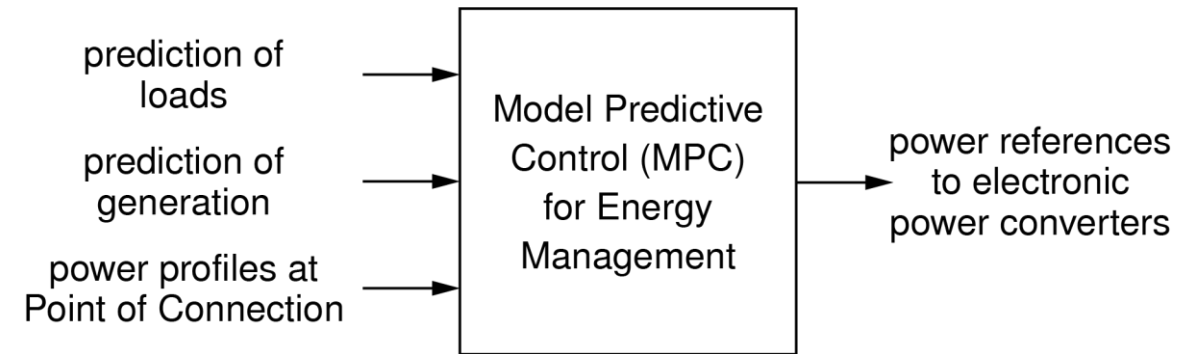 prediction of
loads
prediction of
generation
power profiles at
Point of Connection
Model Predictive
Control (MPC)
for Energy
Management
power references
to electronic
power converters